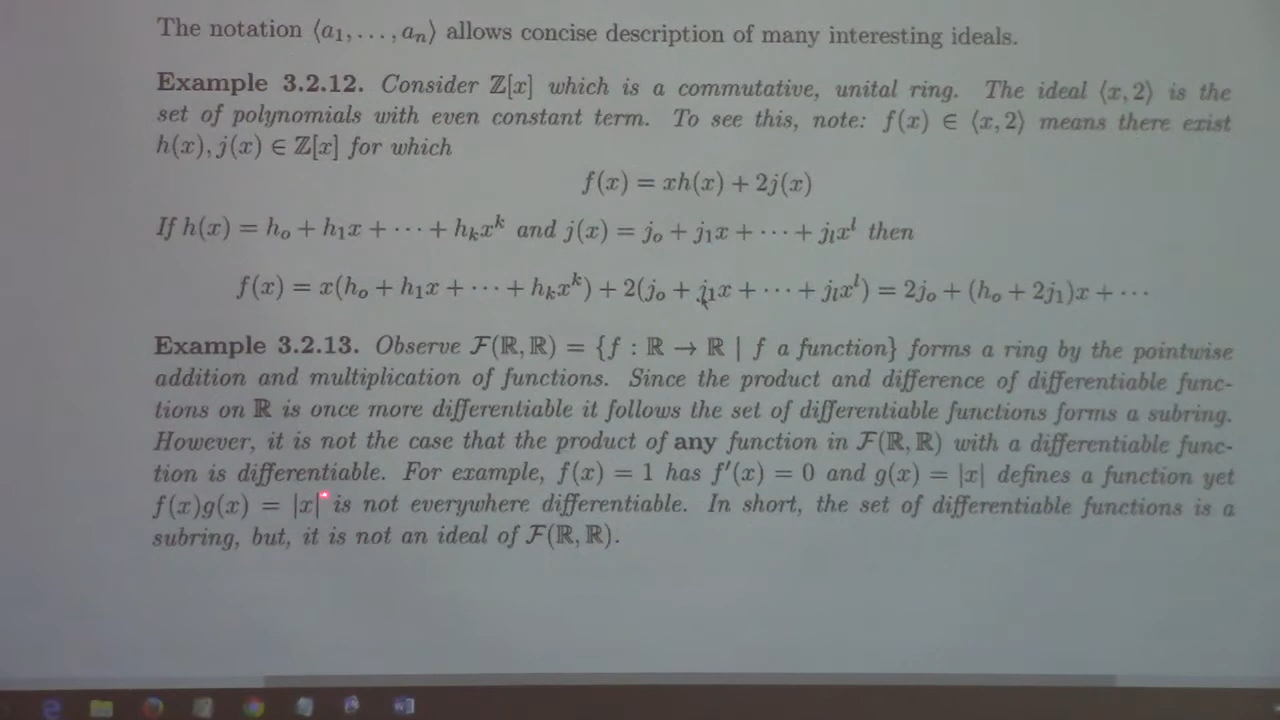 The notation ⟨a₁, . . . , aₙ⟩ allows concise description of many interesting ideals.
Example 3.2.12. Consider ℤ[x] which is a commutative, unital ring. The ideal ⟨x, 2⟩ is the
set of polynomials with even constant term. To see this, note: f(x) ∈ ⟨x, 2⟩ means there exist
h(x), j(x) ∈ ℤ[x] for which
f(x) = xh(x) + 2j(x)
If h(x) = hₒ + h₁x + ··· + hₖxᵏ and j(x) = jₒ + j₁x + ··· + jₗxˡ then
f(x) = x(hₒ + h₁x + ··· + hₖxᵏ) + 2(jₒ + j₁x + ··· + jₗxˡ) = 2jₒ + (hₒ + 2j₁)x + ···
Example 3.2.13. Observe ℱ(ℝ, ℝ) = {f : ℝ → ℝ | f a function} forms a ring by the pointwise
addition and multiplication of functions. Since the product and difference of differentiable func-
tions on ℝ is once more differentiable it follows the set of differentiable functions forms a subring.
However, it is not the case that the product of any function in ℱ(ℝ, ℝ) with a differentiable func-
tion is differentiable. For example, f(x) = 1 has f′(x) = 0 and g(x) = |x| defines a function yet
f(x)g(x) = |x| is not everywhere differentiable. In short, the set of differentiable functions is a
subring, but, it is not an ideal of ℱ(ℝ, ℝ).